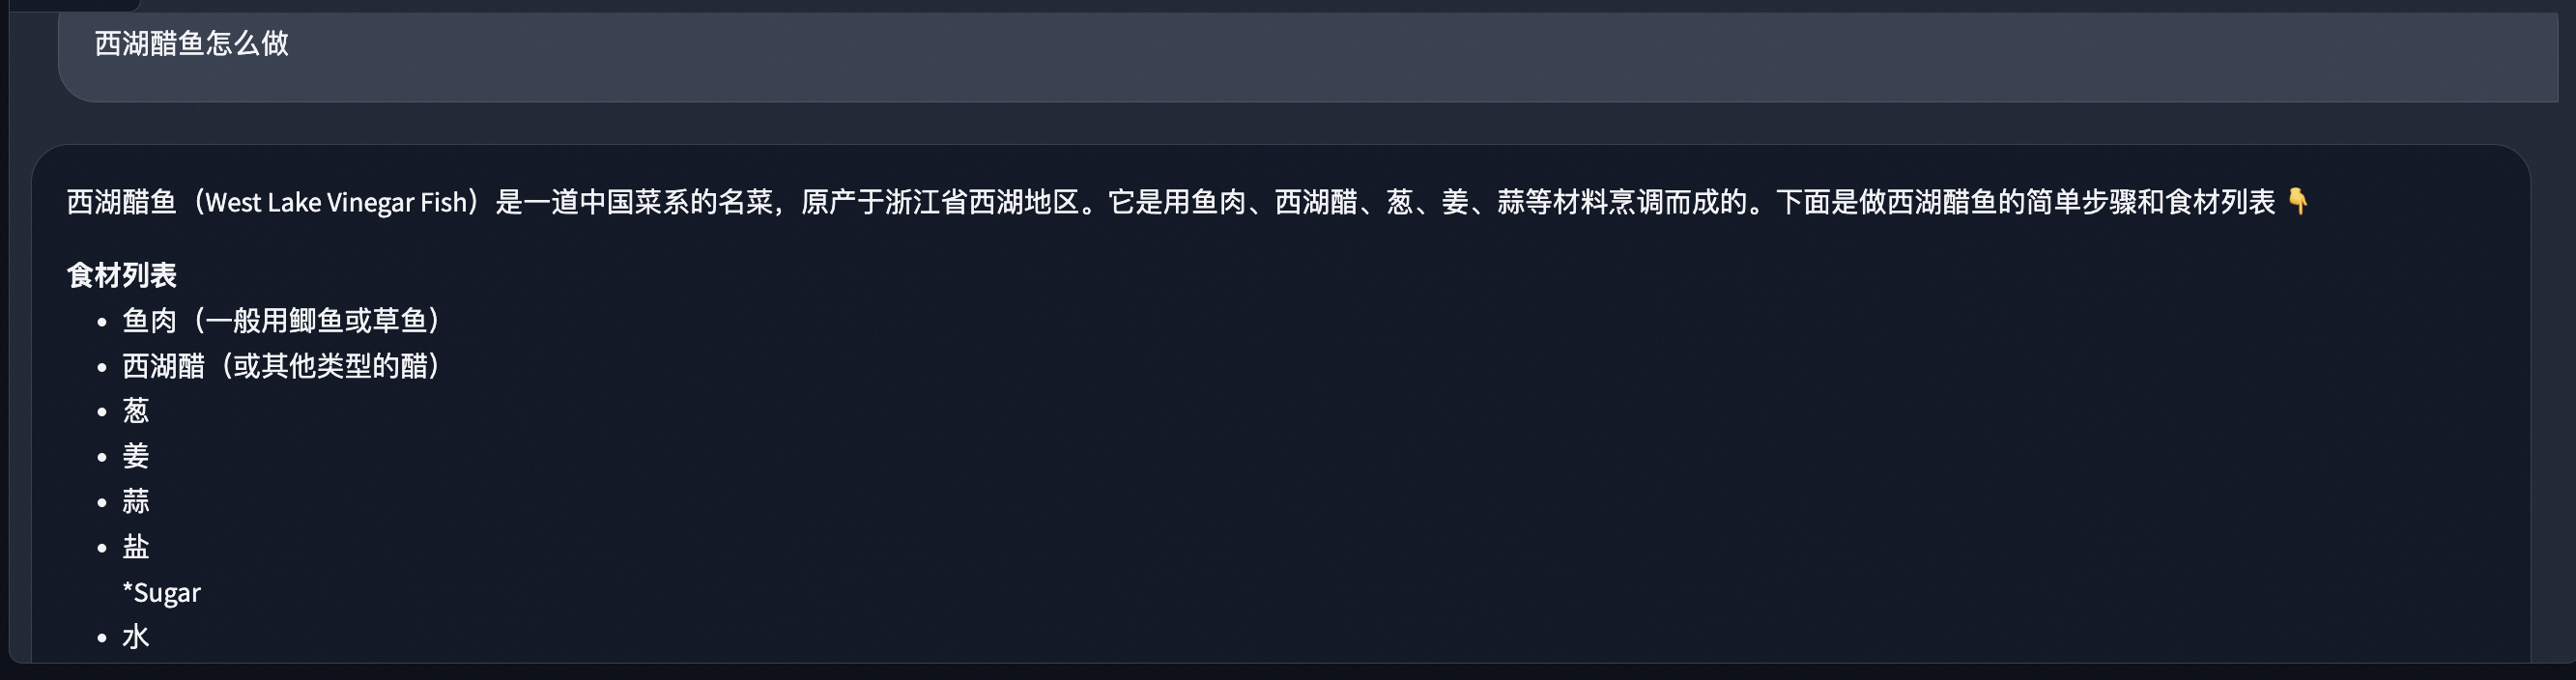 西湖醋鱼怎么做
西湖醋鱼（West Lake Vinegar Fish）是一道中国菜系的名菜，原产于浙江省西湖地区。它是用鱼肉、西湖醋、葱、姜、蒜等材料烹调而成的。下面是做西湖醋鱼的简单步骤和食材列表 👇
食材列表
• 鱼肉（一般用鲫鱼或草鱼）
• 西湖醋（或其他类型的醋）
• 葱
• 姜
• 蒜
• 盐
*Sugar
• 水